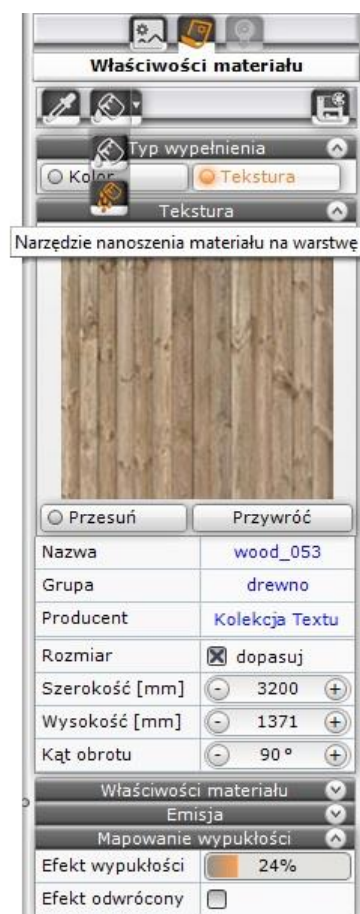 Właściwości materiału
Typ wypełnienia
Kolor Tekstura
Tekstura
Narzędzie nanoszenia materiału na warstwę
Przesuń Przywróć
Nazwa wood_053
Grupa drewno
Producent Kolekcja Textu
Rozmiar dopasuj
Szerokość [mm] - 3200 +
Wysokość [mm] - 1371 +
Kąt obrotu - 90 ° +
Właściwości materiału
Emisja
Mapowanie wypukłości
Efekt wypukłości 24%
Efekt odwrócony